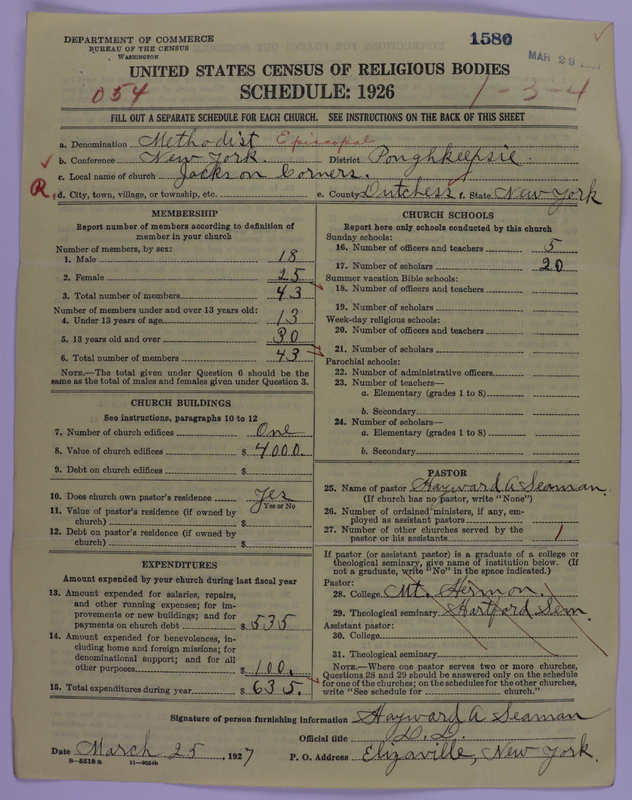 DEPARTMENT OF COMMERCE
BUREAU OF THE CENSUS
WASHINGTON
1580
MAR 29
UNITED STATES CENSUS OF RELIGIOUS BODIES
054
SCHEDULE: 1926
1-3-4
FILL OUT A SEPARATE SCHEDULE FOR EACH CHURCH. SEE INSTRUCTIONS ON THE BACK OF THIS SHEET
a. Denomination Methodist Episcopal
b. Conference New York District Poughkeepsie
c. Local name of church Jackson Corners.
R d. City, town, village, or township, etc. e. County Dutchess f. State New York
MEMBERSHIP
Report number of members according to definition of
member in your church
Number of members, by sex:
1. Male 18
2. Female 25
3. Total number of members 43
Number of members under and over 13 years old:
4. Under 13 years of age 13
5. 13 years old and over 30
6. Total number of members 43
NOTE.—The total given under Question 6 should be the
same as the total of males and females given under Question 3.
CHURCH BUILDINGS
See instructions, paragraphs 10 to 12
7. Number of church edifices One
8. Value of church edifices $ 4000.
9. Debt on church edifices $
10. Does church own pastor's residence Yes
Yes or No
11. Value of pastor's residence (if owned by
church) $
12. Debt on pastor's residence (if owned by
church) $
EXPENDITURES
Amount expended by your church during last fiscal year
13. Amount expended for salaries, repairs,
and other running expenses; for im-
provements or new buildings; and for
payments on church debt $ 535
14. Amount expended for benevolences, in-
cluding home and foreign missions; for
denominational support; and for all
other purposes $ 100.
15. Total expenditures during year $ 635.
CHURCH SCHOOLS
Report here only schools conducted by this church
Sunday schools:
16. Number of officers and teachers 5
17. Number of scholars 20
Summer vacation Bible schools:
18. Number of officers and teachers
19. Number of scholars
Week-day religious schools:
20. Number of officers and teachers
21. Number of scholars
Parochial schools:
22. Number of administrative officers
23. Number of teachers—
a. Elementary (grades 1 to 8)
b. Secondary
24. Number of scholars—
a. Elementary (grades 1 to 8)
b. Secondary
PASTOR
25. Name of pastor Hayward A Seaman.
(If church has no pastor, write "None")
26. Number of ordained ministers, if any, em-
ployed as assistant pastors
27. Number of other churches served by the
pastor or his assistants 1
If pastor (or assistant pastor) is a graduate of a college or
theological seminary, give name of institution below. (If
not a graduate, write "No" in the space indicated.)
Pastor:
28. College Mt. Hermon.
29. Theological seminary Hartford Sem.
Assistant pastor:
30. College
31. Theological seminary
NOTE.—Where one pastor serves two or more churches,
Questions 28 and 29 should be answered only on the schedule
for one of the churches; on the schedules for the other churches,
write "See schedule for church."
Signature of person furnishing information Hayward A Seaman
Official title D.D.
Date March 25, 1927 P. O. Address Elizaville, New York.
8—5518a 11—9054b